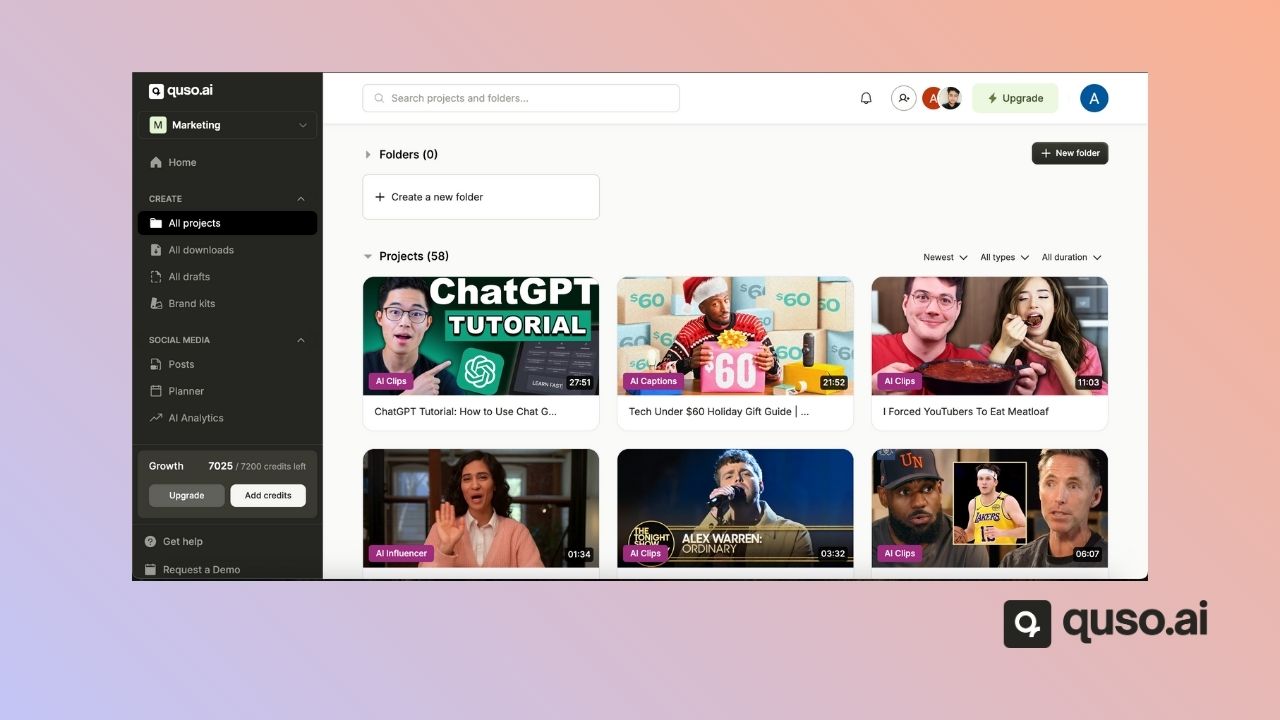 quso.ai
M Marketing
Home
CREATE
All projects
All downloads
All drafts
Brand kits
SOCIAL MEDIA
Posts
Planner
AI Analytics
Growth 7025 / 7200 credits left
Upgrade Add credits
Get help
Request a Demo
Search projects and folders...
A Upgrade A
Folders (0) New folder
+ Create a new folder
Projects (58) Newest All types All duration
ChatGPT
TUTORIAL
LEARN FAST!
AI Clips 27:51
ChatGPT Tutorial: How to Use Chat G...
$60 $60 $60
$60
AI Captions 21:52
Tech Under $60 Holiday Gift Guide | ...
AI Clips 11:03
I Forced YouTubers To Eat Meatloaf
AI Influencer 01:34
THE
TONIGHT
SHOW
ALEX WARREN:
ORDINARY
AI Clips 03:32
UN
LAKERS
AI Clips 06:07
quso.ai